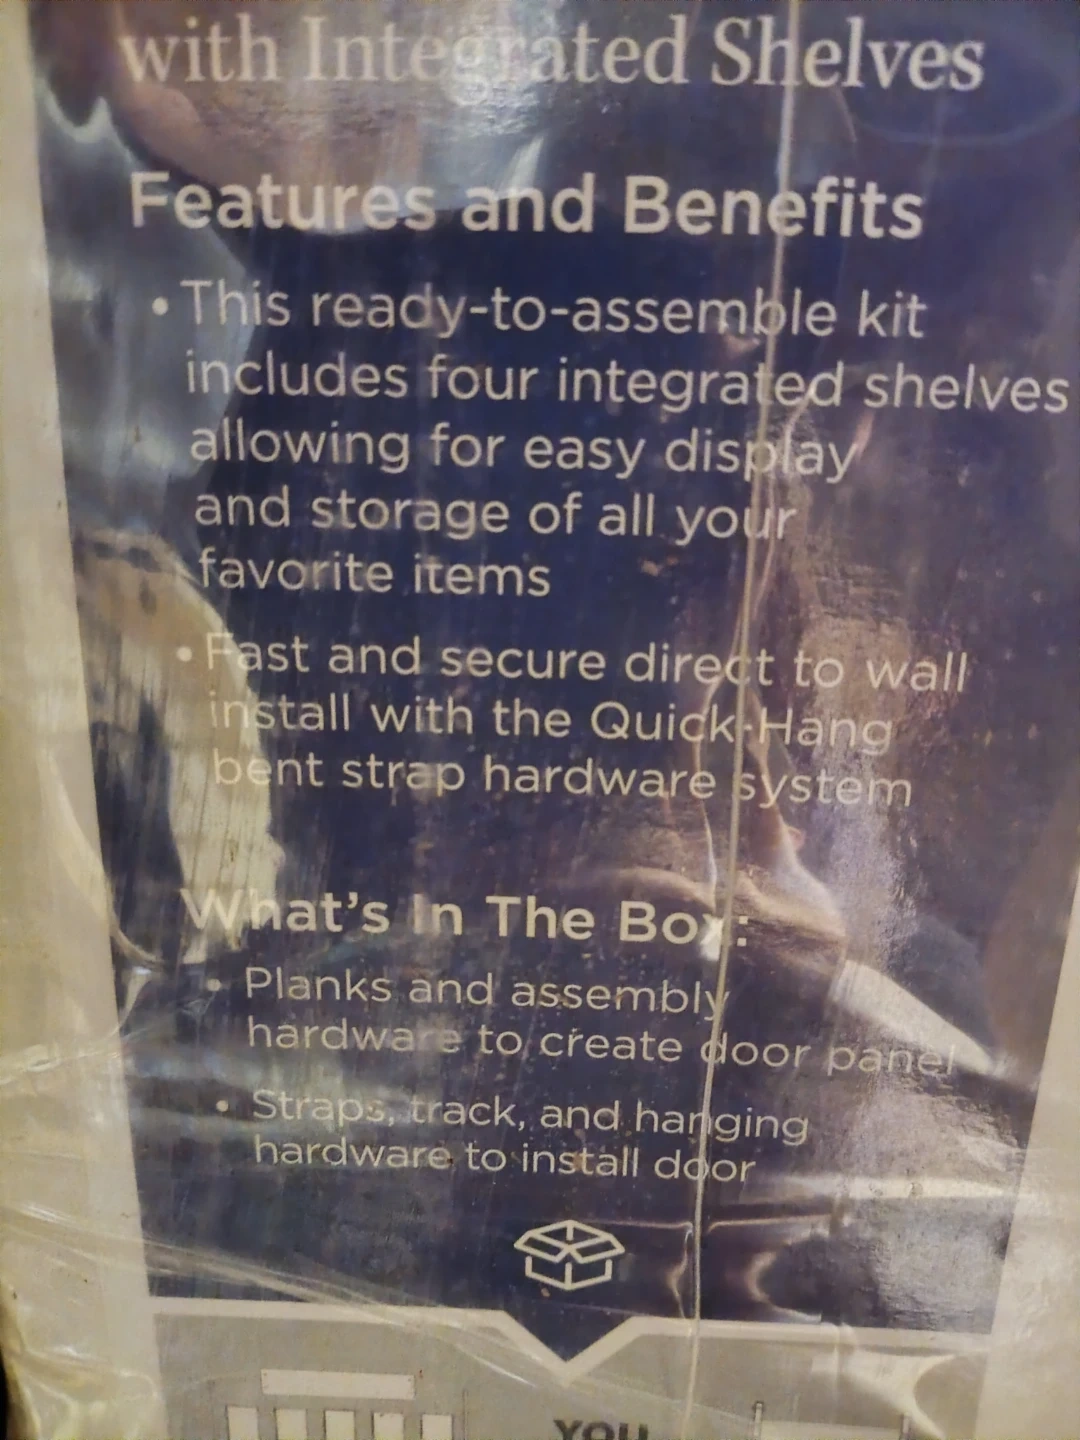 with Integrated Shelves
Features and Benefits
• This ready-to-assemble kit
includes four integrated shelves
allowing for easy display
and storage of all your
favorite items
• Fast and secure direct to wall
install with the Quick-Hang
bent strap hardware system
What's In The Box:
• Planks and assembly
hardware to create door panel
• Straps, track, and hanging
hardware to install door
YOU